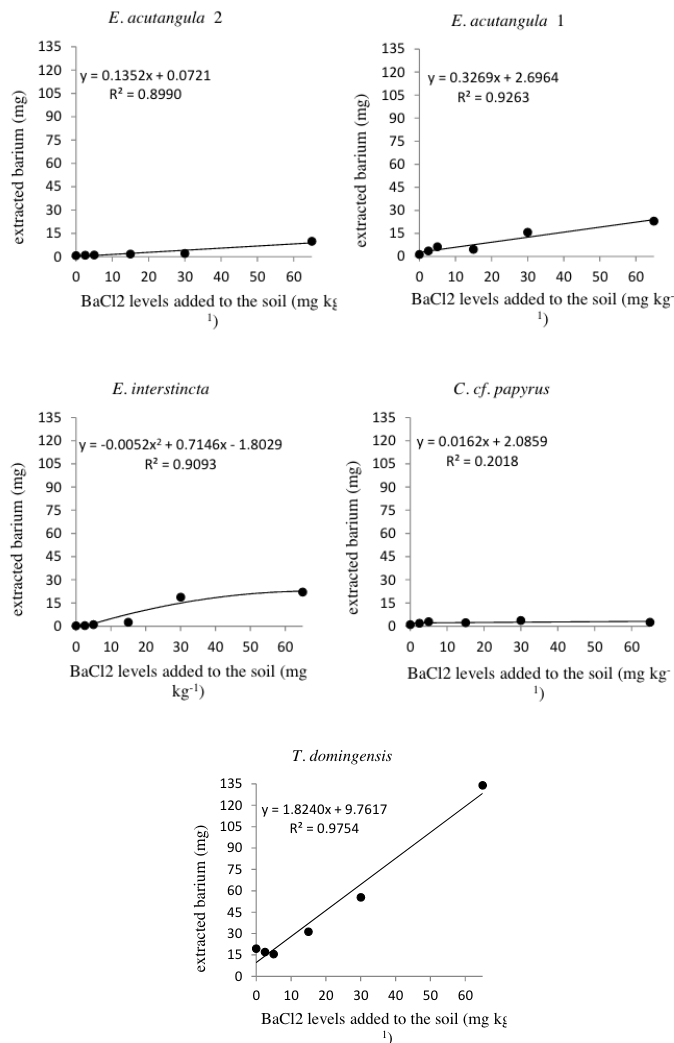 E. acutangula 2
135
120
105
90
75
60
45
30
15
0
y = 0.1352x + 0.0721
R² = 0.8990
extracted barium (mg)
0 10 20 30 40 50 60
BaCl2 levels added to the soil (mg kg
1)
E. acutangula 1
135
120
105
90
75
60
45
30
15
0
y = 0.3269x + 2.6964
R² = 0.9263
extracted barium (mg)
0 10 20 30 40 50 60
BaCl2 levels added to the soil (mg kg-
1)
E. interstincta
135
120
105
90
75
60
45
30
15
0
y = -0.0052x² + 0.7146x - 1.8029
R² = 0.9093
extracted barium (mg)
0 10 20 30 40 50 60
BaCl2 levels added to the soil (mg
kg-1)
C. cf. papyrus
135
120
105
90
75
60
45
30
15
0
y = 0.0162x + 2.0859
R² = 0.2018
extracted barium (mg)
0 10 20 30 40 50 60
BaCl2 levels added to the soil (mg kg-
1)
T. domingensis
135
120
105
90
75
60
45
30
15
0
y = 1.8240x + 9.7617
R² = 0.9754
extracted barium (mg)
0 10 20 30 40 50 60
BaCl2 levels added to the soil (mg kg
1)